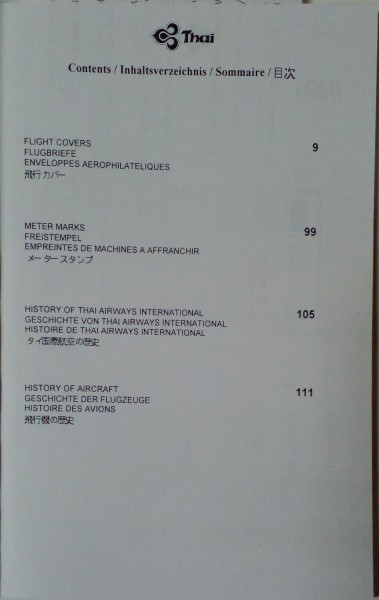 Thai
Contents / Inhaltsverzeichnis / Sommaire / 目次
FLIGHT COVERS 9
FLUGBRIEFE
ENVELOPPES AEROPHILATELIQUES
飛行 カバー
METER MARKS 99
FREISTEMPEL
EMPREINTES DE MACHINES A AFFRANCHIR
メータースタンプ
HISTORY OF THAI AIRWAYS INTERNATIONAL 105
GESCHICHTE VON THAI AIRWAYS INTERNATIONAL
HISTOIRE DE THAI AIRWAYS INTERNATIONAL
タイ国際航空の歴史
HISTORY OF AIRCRAFT 111
GESCHICHTE DER FLUGZEUGE
HISTOIRE DES AVIONS
飛行機の歴史